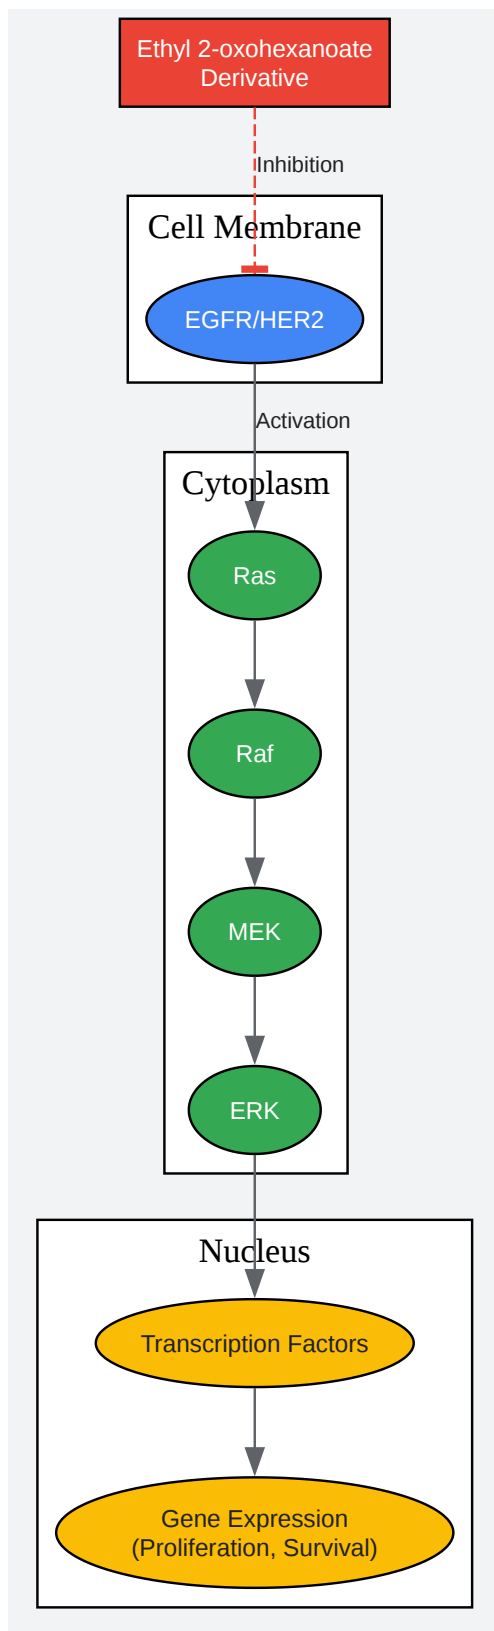 Ethyl 2-oxohexanoate
Derivative
Inhibition
Cell Membrane
EGFR/HER2
Activation
Cytoplasm
Ras
Raf
MEK
ERK
Nucleus
Transcription Factors
Gene Expression
(Proliferation, Survival)